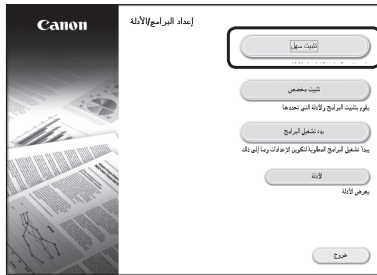 Canon
إعداد البرامج/الأدلة
تثبيت سهل
تثبيت مخصص
يقوم بتثبيت البرامج والأدلة التي تحددها
بدء تشغيل البرامج
يبدأ تشغيل البرامج المطلوبة لتكوين الإعدادات وما إلى ذلك
الأدلة
يعرض الأدلة
خروج